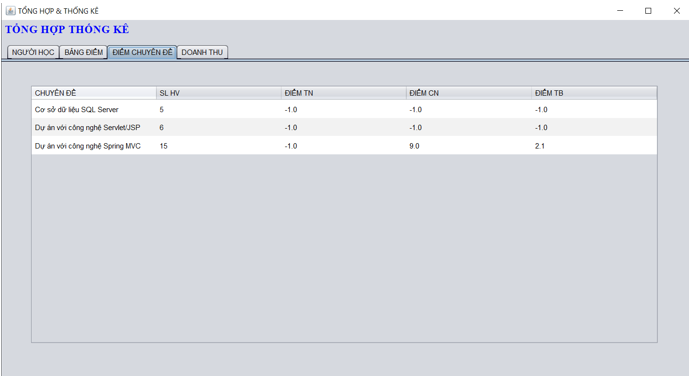 TỔNG HỢP & THỐNG KÊ
TỔNG HỢP THỐNG KÊ
NGƯỜI HỌC BẢNG ĐIỂM ĐIỂM CHUYÊN ĐỀ DOANH THU
CHUYÊN ĐỀ SL HV ĐIỂM TN ĐIỂM CN ĐIỂM TB
Cơ sở dữ liệu SQL Server 5 -1.0 -1.0 -1.0
Dự án với công nghệ Servlet/JSP 6 -1.0 -1.0 -1.0
Dự án với công nghệ Spring MVC 15 -1.0 9.0 2.1